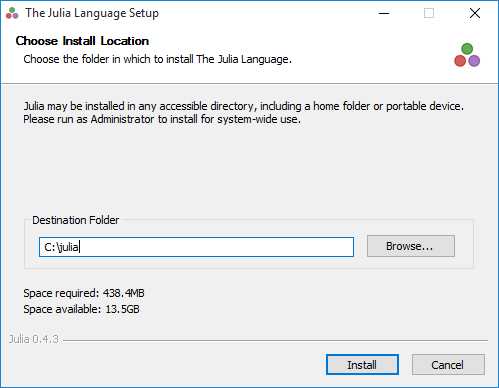 The Julia Language Setup
Choose Install Location
Choose the folder in which to install The Julia Language.
Julia may be installed in any accessible directory, including a home folder or portable device.
Please run as Administrator to install for system-wide use.
Destination Folder
C:\julia
Browse...
Space required: 438.4MB
Space available: 13.5GB
Julia 0.4.3
Install
Cancel